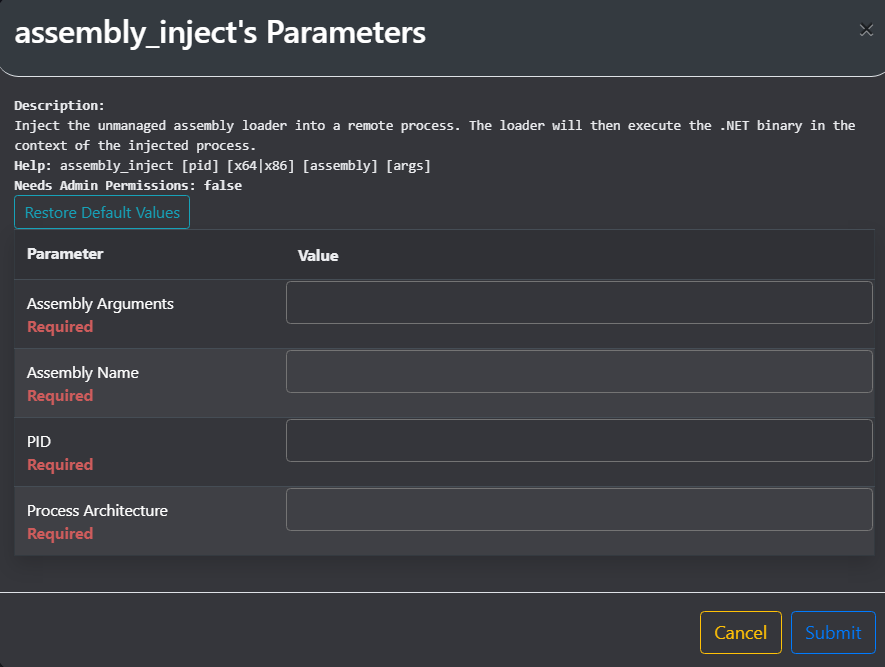 assembly_inject's Parameters
×
Description:
Inject the unmanaged assembly loader into a remote process. The loader will then execute the .NET binary in the
context of the injected process.
Help: assembly_inject [pid] [x64|x86] [assembly] [args]
Needs Admin Permissions: false
Restore Default Values
Parameter Value
Assembly Arguments
Required
Assembly Name
Required
PID
Required
Process Architecture
Required
Cancel Submit